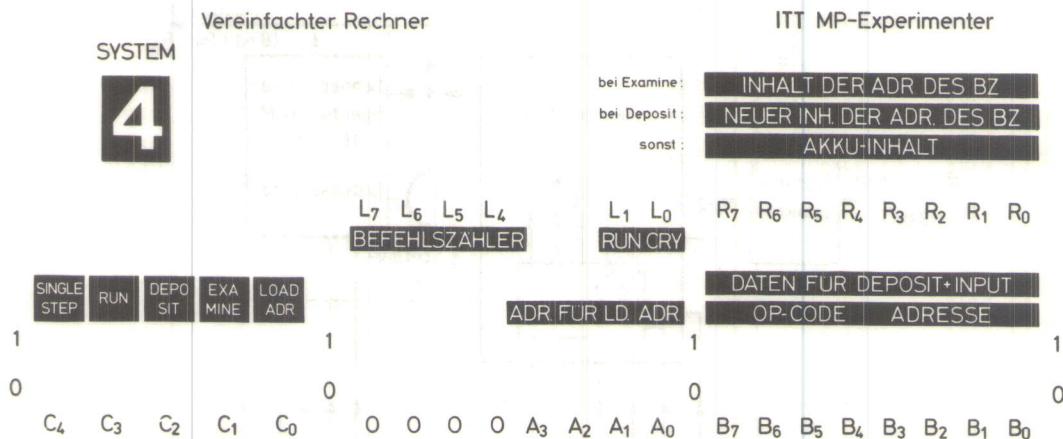 Vereinfachter Rechner ITT MP-Experimenter
SYSTEM
4
bei Examine: INHALT DER ADR DES BZ
bei Deposit: NEUER INH. DER ADR. DES BZ
sonst: AKKU-INHALT
L7 L6 L5 L4 L1 L0 R7 R6 R5 R4 R3 R2 R1 R0
BEFEHLSZÄHLER RUN CRY
SINGLE STEP RUN DEPO SIT EXA MINE LOAD ADR DATEN FÜR DEPOSIT+INPUT
ADR. FÜR LD. ADR. OP-CODE ADRESSE
1 1 1 1
0 0 0 0
C4 C3 C2 C1 C0 O O O O A3 A2 A1 A0 B7 B6 B5 B4 B3 B2 B1 B0